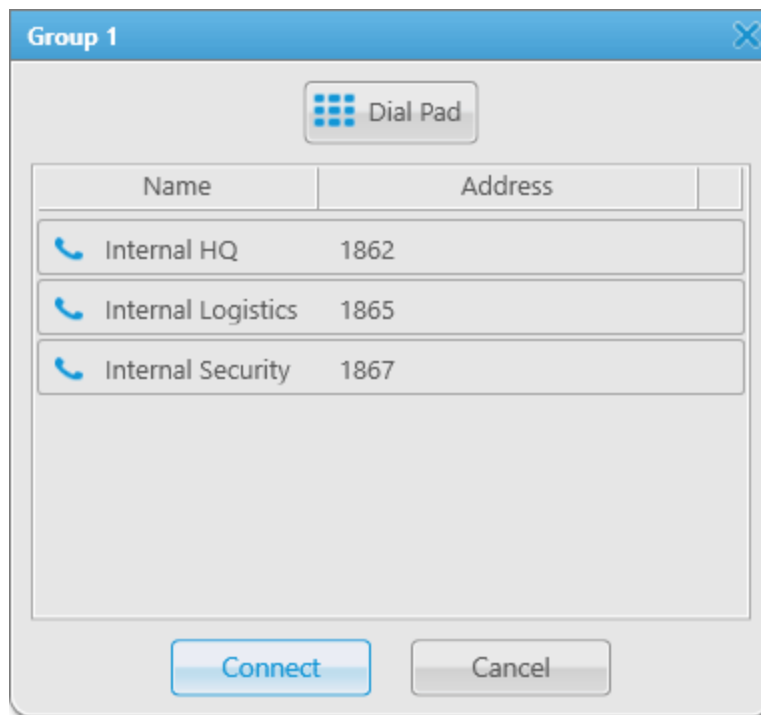 Group 1
Dial Pad
Name Address
Internal HQ 1862
Internal Logistics 1865
Internal Security 1867
Connect Cancel